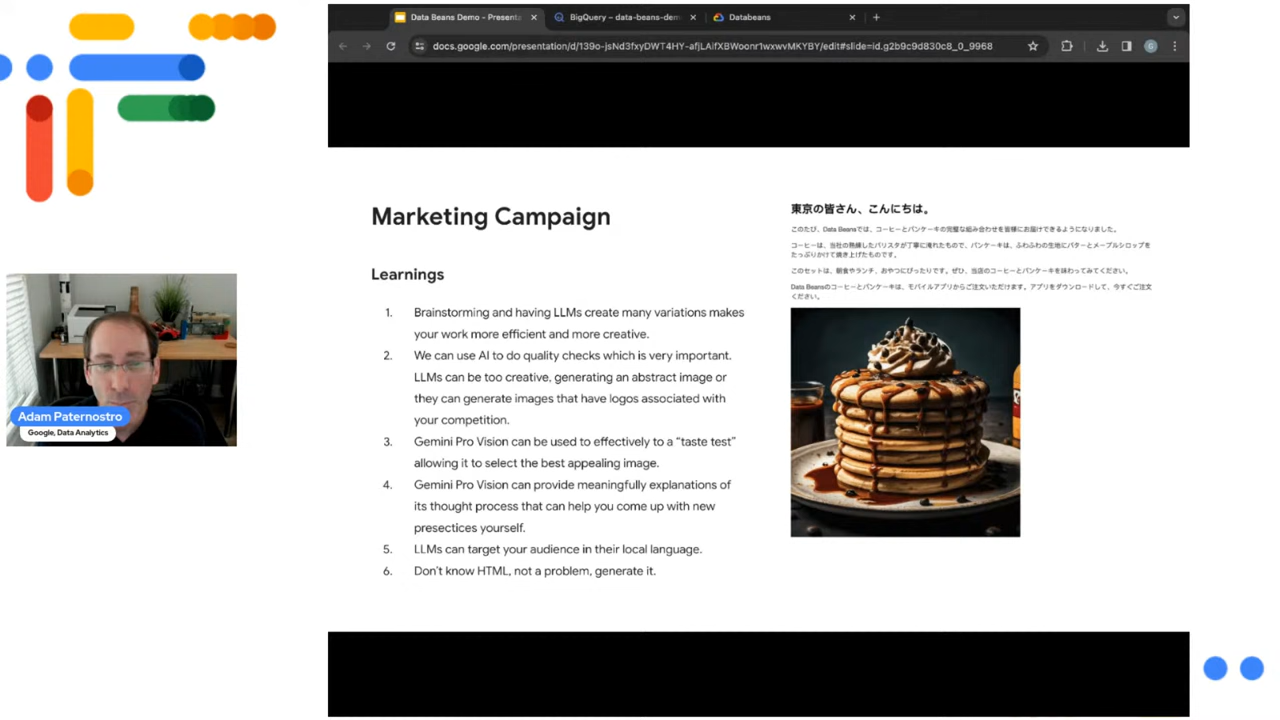 Data Beans Demo - Presenta
BigQuery – data-beans-dem
Databeans
docs.google.com/presentation/d/139o-jsNd3fxyDWT4HY-afjLAifXBWoonr1wxwvMKYBY/edit#slide=id.g2b9c9d830c8_0_9968
G
Marketing Campaign
Learnings
1. Brainstorming and having LLMs create many variations makes
your work more efficient and more creative.
2. We can use AI to do quality checks which is very important.
LLMs can be too creative, generating an abstract image or
they can generate images that have logos associated with
your competition.
3. Gemini Pro Vision can be used to effectively to a “taste test”
allowing it to select the best appealing image.
4. Gemini Pro Vision can provide meaningfully explanations of
its thought process that can help you come up with new
presectices yourself.
5. LLMs can target your audience in their local language.
6. Don't know HTML, not a problem, generate it.
東京の皆さん、こんにちは。
このたび、Data Beansでは、コーヒーとパンケーキの完璧な組み合わせを皆様にお届けできるようになりました。
コーヒーは、当社の熟練したバリスタが丁寧に淹れたもので、パンケーキは、ふわふわの生地にバターとメープルシロップを
たっぷりかけて焼き上げたものです。
このセットは、朝食やランチ、おやつにぴったりです。ぜひ、当店のコーヒーとパンケーキを味わってみてください。
Data Beansのコーヒーとパンケーキは、モバイルアプリからご注文いただけます。アプリをダウンロードして、今すぐご注文
ください。
Adam Paternostro
Google, Data Analytics